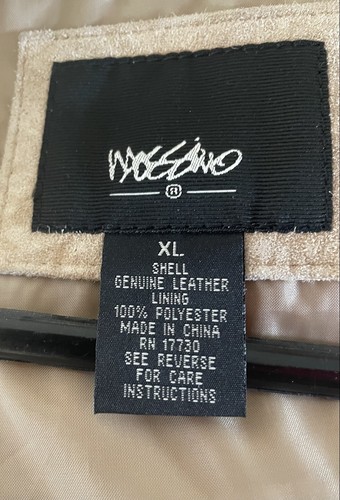 mossimo
®
XL
SHELL
GENUINE LEATHER
LINING
100% POLYESTER
MADE IN CHINA
RN 17730
SEE REVERSE
FOR CARE
INSTRUCTIONS